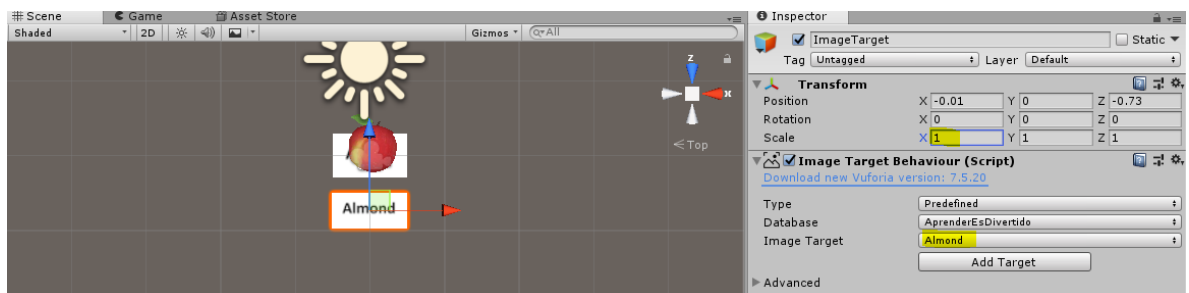 Scene Game Asset Store
Shaded 2D Gizmos All
z
x
Top
Almond
Inspector
ImageTarget Static
Tag Untagged Layer Default
Transform
Position X -0.01 Y 0 Z -0.73
Rotation X 0 Y 0 Z 0
Scale X 1 Y 1 Z 1
Image Target Behaviour (Script)
Download new Vuforia version: 7.5.20
Type Predefined
Database AprenderEsDivertido
Image Target Almond
Add Target
Advanced